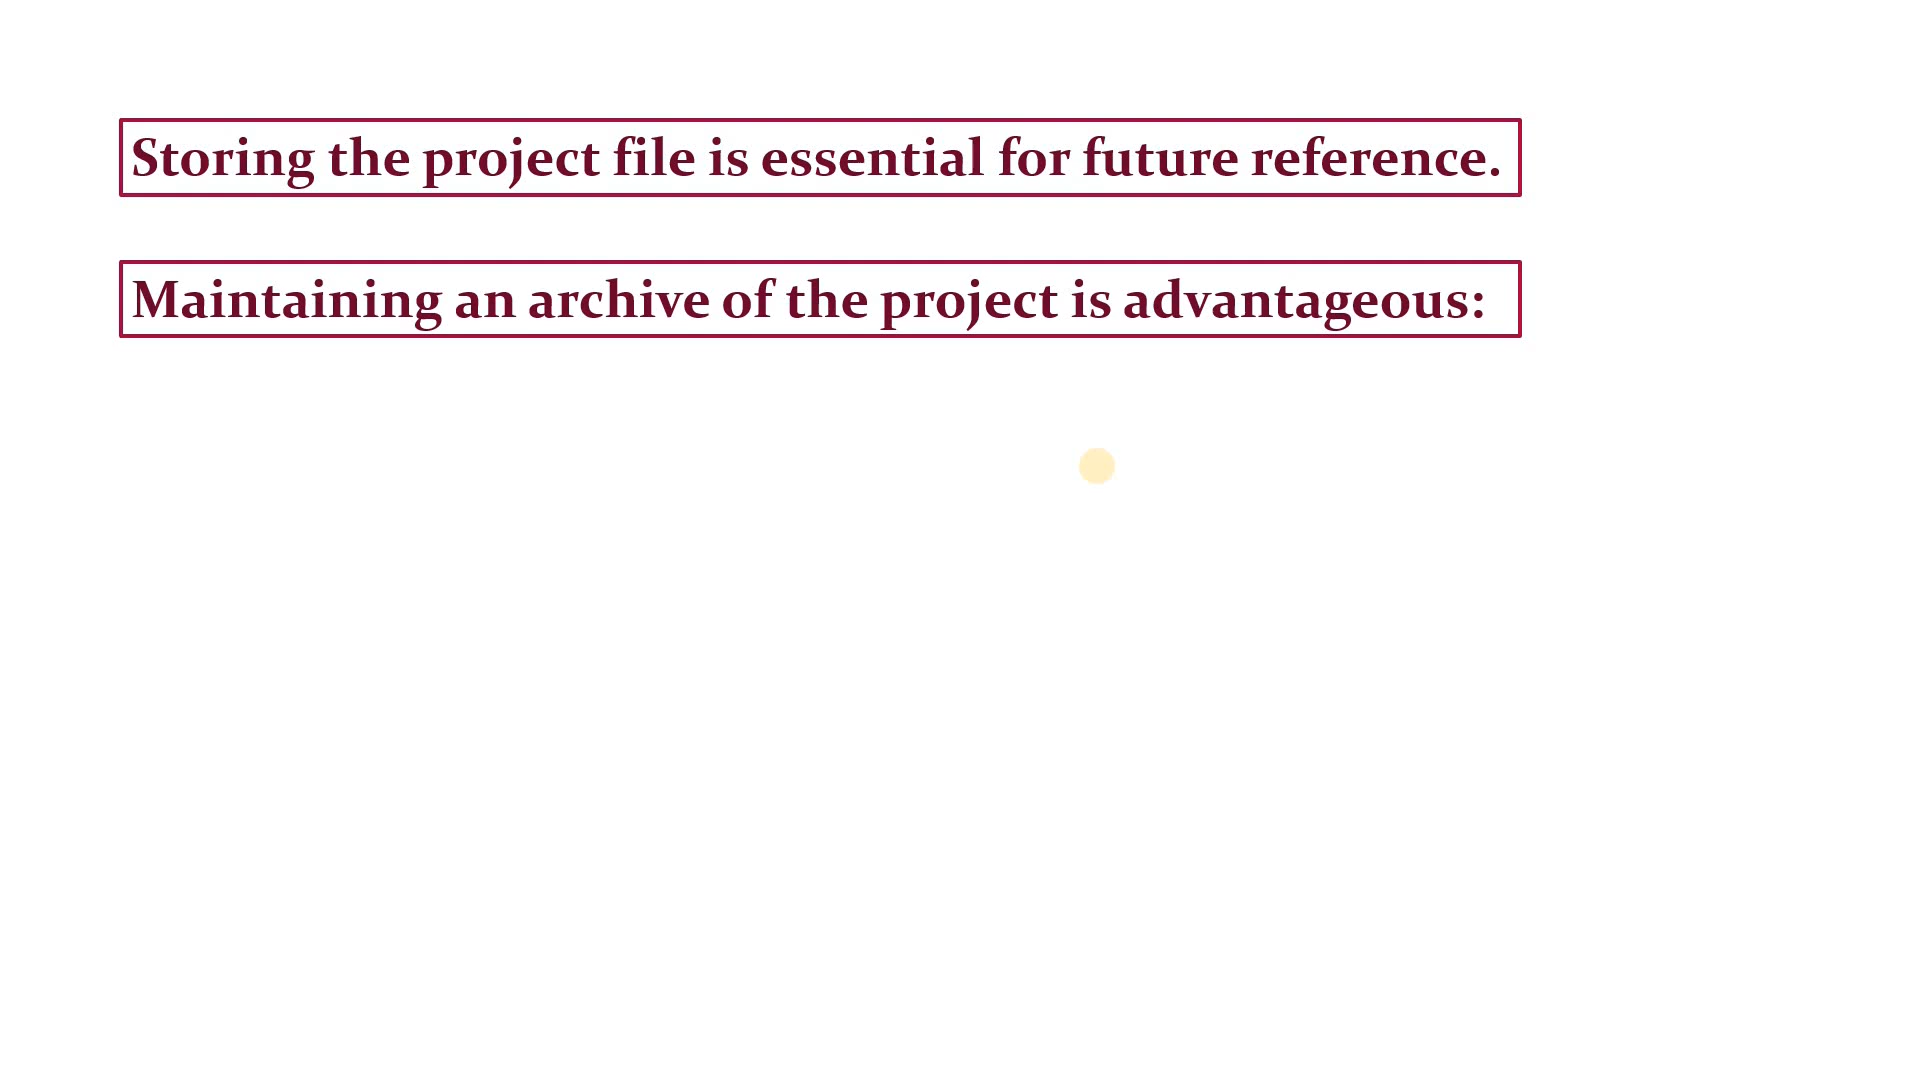 Storing the project file is essential for future reference.
Maintaining an archive of the project is advantageous: